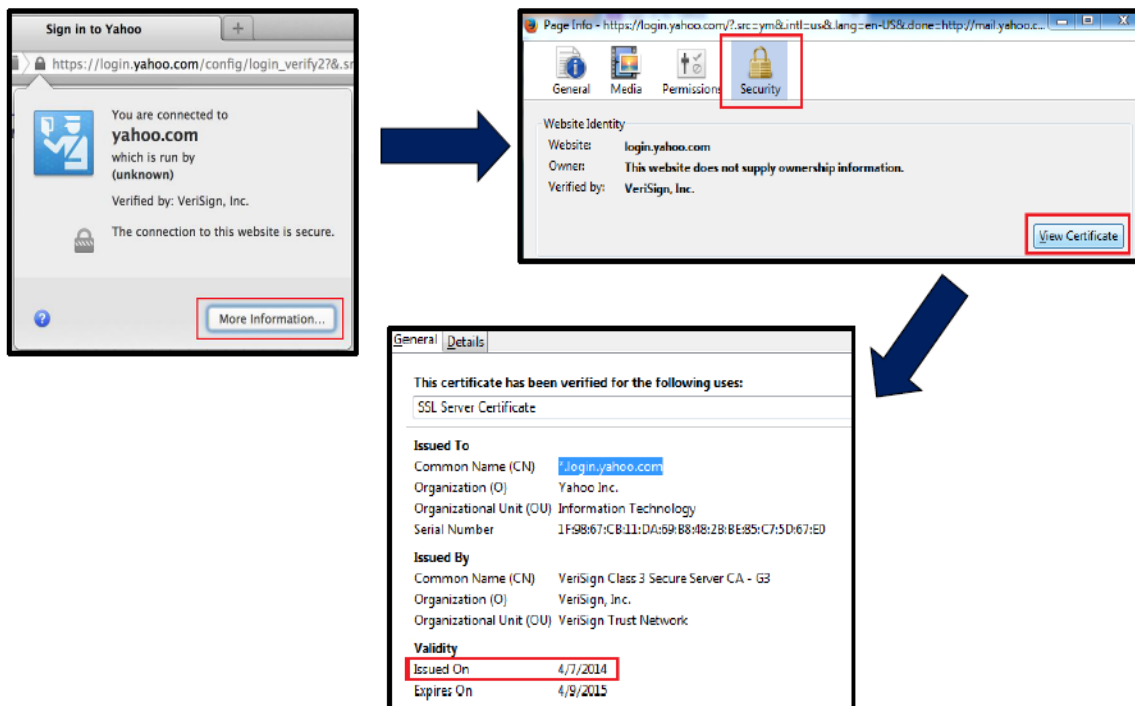 Sign in to Yahoo
https://login.yahoo.com/config/login_verify2?&.sr
You are connected to
yahoo.com
which is run by
(unknown)
Verified by: VeriSign, Inc.
The connection to this website is secure.
More Information...
Page Info - https://login.yahoo.com/?.src=ym&.intl=us&.lang=en-US&.done=http://mail.yahoo.c...
General Media Permissions Security
Website Identity
Website: login.yahoo.com
Owner: This website does not supply ownership information.
Verified by: VeriSign, Inc.
View Certificate
General Details
This certificate has been verified for the following uses:
SSL Server Certificate
Issued To
Common Name (CN) *.login.yahoo.com
Organization (O) Yahoo Inc.
Organizational Unit (OU) Information Technology
Serial Number 1F:98:67:CB:11:DA:69:B8:48:2B:BE:85:C7:5D:67:E0
Issued By
Common Name (CN) VeriSign Class 3 Secure Server CA - G3
Organization (O) VeriSign, Inc.
Organizational Unit (OU) VeriSign Trust Network
Validity
Issued On 4/7/2014
Expires On 4/9/2015